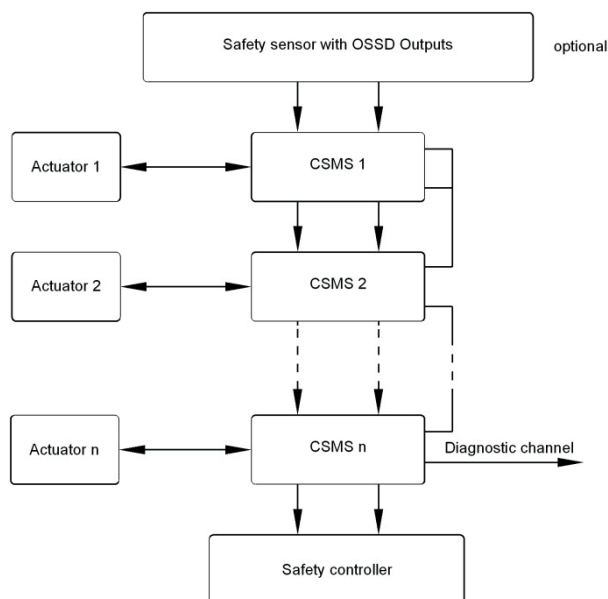 Safety sensor with OSSD Outputs
optional
Actuator 1
CSMS 1
Actuator 2
CSMS 2
Actuator n
CSMS n
Diagnostic channel
Safety controller